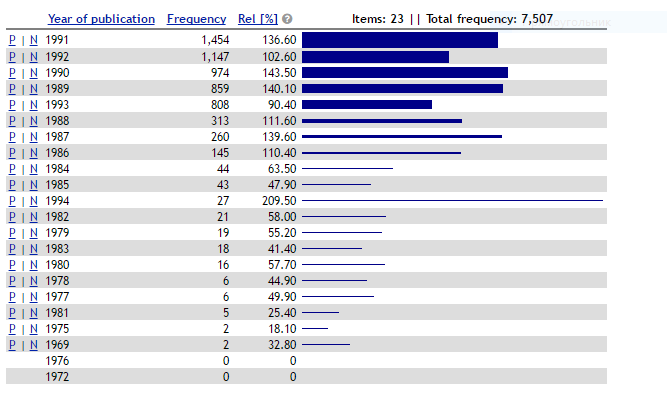 Year of publication Frequency Rel [%] ? Items: 23 || Total frequency: 7,507
P | N 1991 1,454 136.60
P | N 1992 1,147 102.60
P | N 1990 974 143.50
P | N 1989 859 140.10
P | N 1993 808 90.40
P | N 1988 313 111.60
P | N 1987 260 139.60
P | N 1986 145 110.40
P | N 1984 44 63.50
P | N 1985 43 47.90
P | N 1994 27 209.50
P | N 1982 21 58.00
P | N 1979 19 55.20
P | N 1983 18 41.40
P | N 1980 16 57.70
P | N 1978 6 44.90
P | N 1977 6 49.90
P | N 1981 5 25.40
P | N 1975 2 18.10
P | N 1969 2 32.80
1976 0 0
1972 0 0